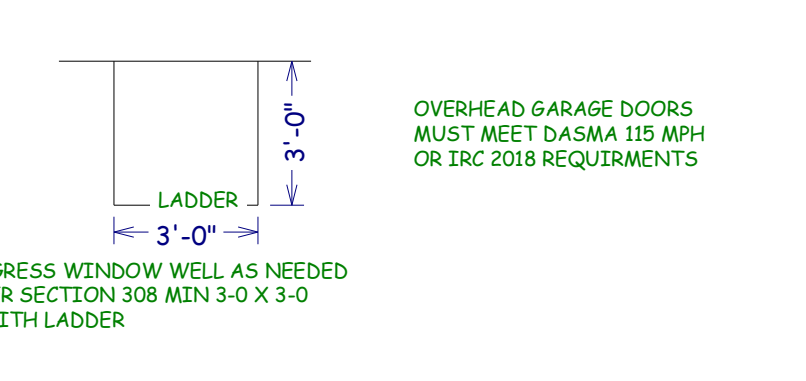 3'-0"
LADDER
3'-0"
GRESS WINDOW WELL AS NEEDED
R SECTION 308 MIN 3-0 X 3-0
ITH LADDER
OVERHEAD GARAGE DOORS
MUST MEET DASMA 115 MPH
OR IRC 2018 REQUIRMENTS